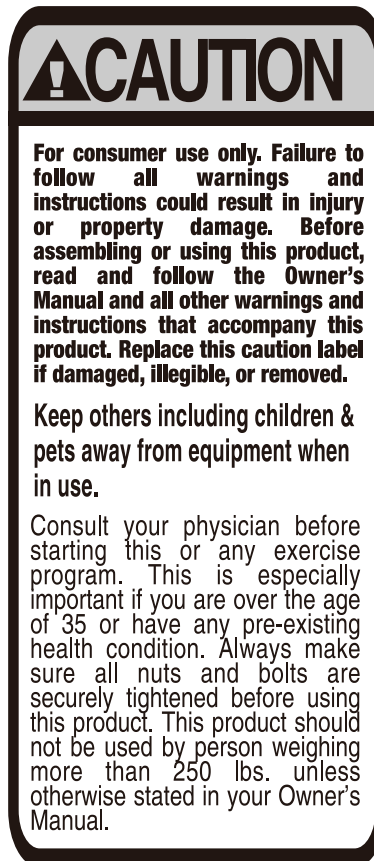 CAUTION
For consumer use only. Failure to
follow all warnings and
instructions could result in injury
or property damage. Before
assembling or using this product,
read and follow the Owner's
Manual and all other warnings and
instructions that accompany this
product. Replace this caution label
if damaged, illegible, or removed.
Keep others including children &
pets away from equipment when
in use.
Consult your physician before
starting this or any exercise
program. This is especially
important if you are over the age
of 35 or have any pre-existing
health condition. Always make
sure all nuts and bolts are
securely tightened before using
this product. This product should
not be used by person weighing
more than 250 lbs. unless
otherwise stated in your Owner's
Manual.